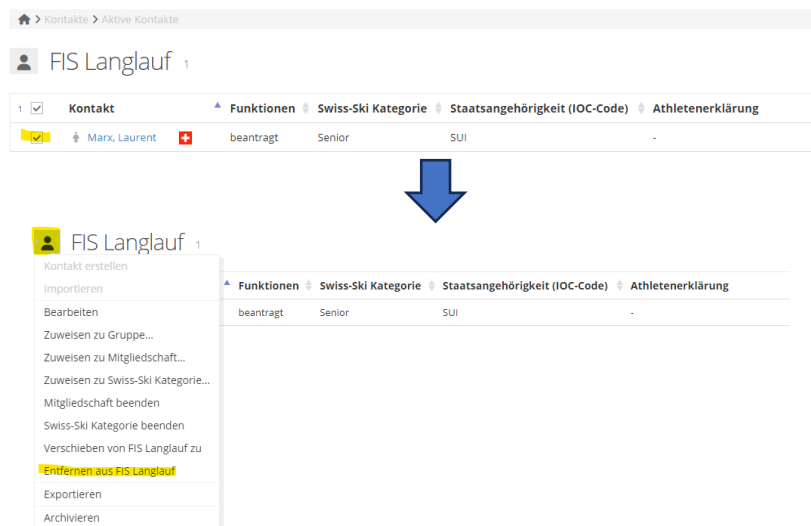 > Kontakte > Aktive Kontakte
FIS Langlauf 1
1 Kontakt Funktionen Swiss-Ski Kategorie Staatsangehörigkeit (IOC-Code) Athletenerklärung
Marx, Laurent beantragt Senior SUI -
FIS Langlauf 1
Kontakt erstellen
Importieren
Funktionen Swiss-Ski Kategorie Staatsangehörigkeit (IOC-Code) Athletenerklärung
Bearbeiten
beantragt Senior SUI -
Zuweisen zu Gruppe...
Zuweisen zu Mitgliedschaft...
Zuweisen zu Swiss-Ski Kategorie...
Mitgliedschaft beenden
Swiss-Ski Kategorie beenden
Verschieben von FIS Langlauf zu
Entfernen aus FIS Langlauf
Exportieren
Archivieren